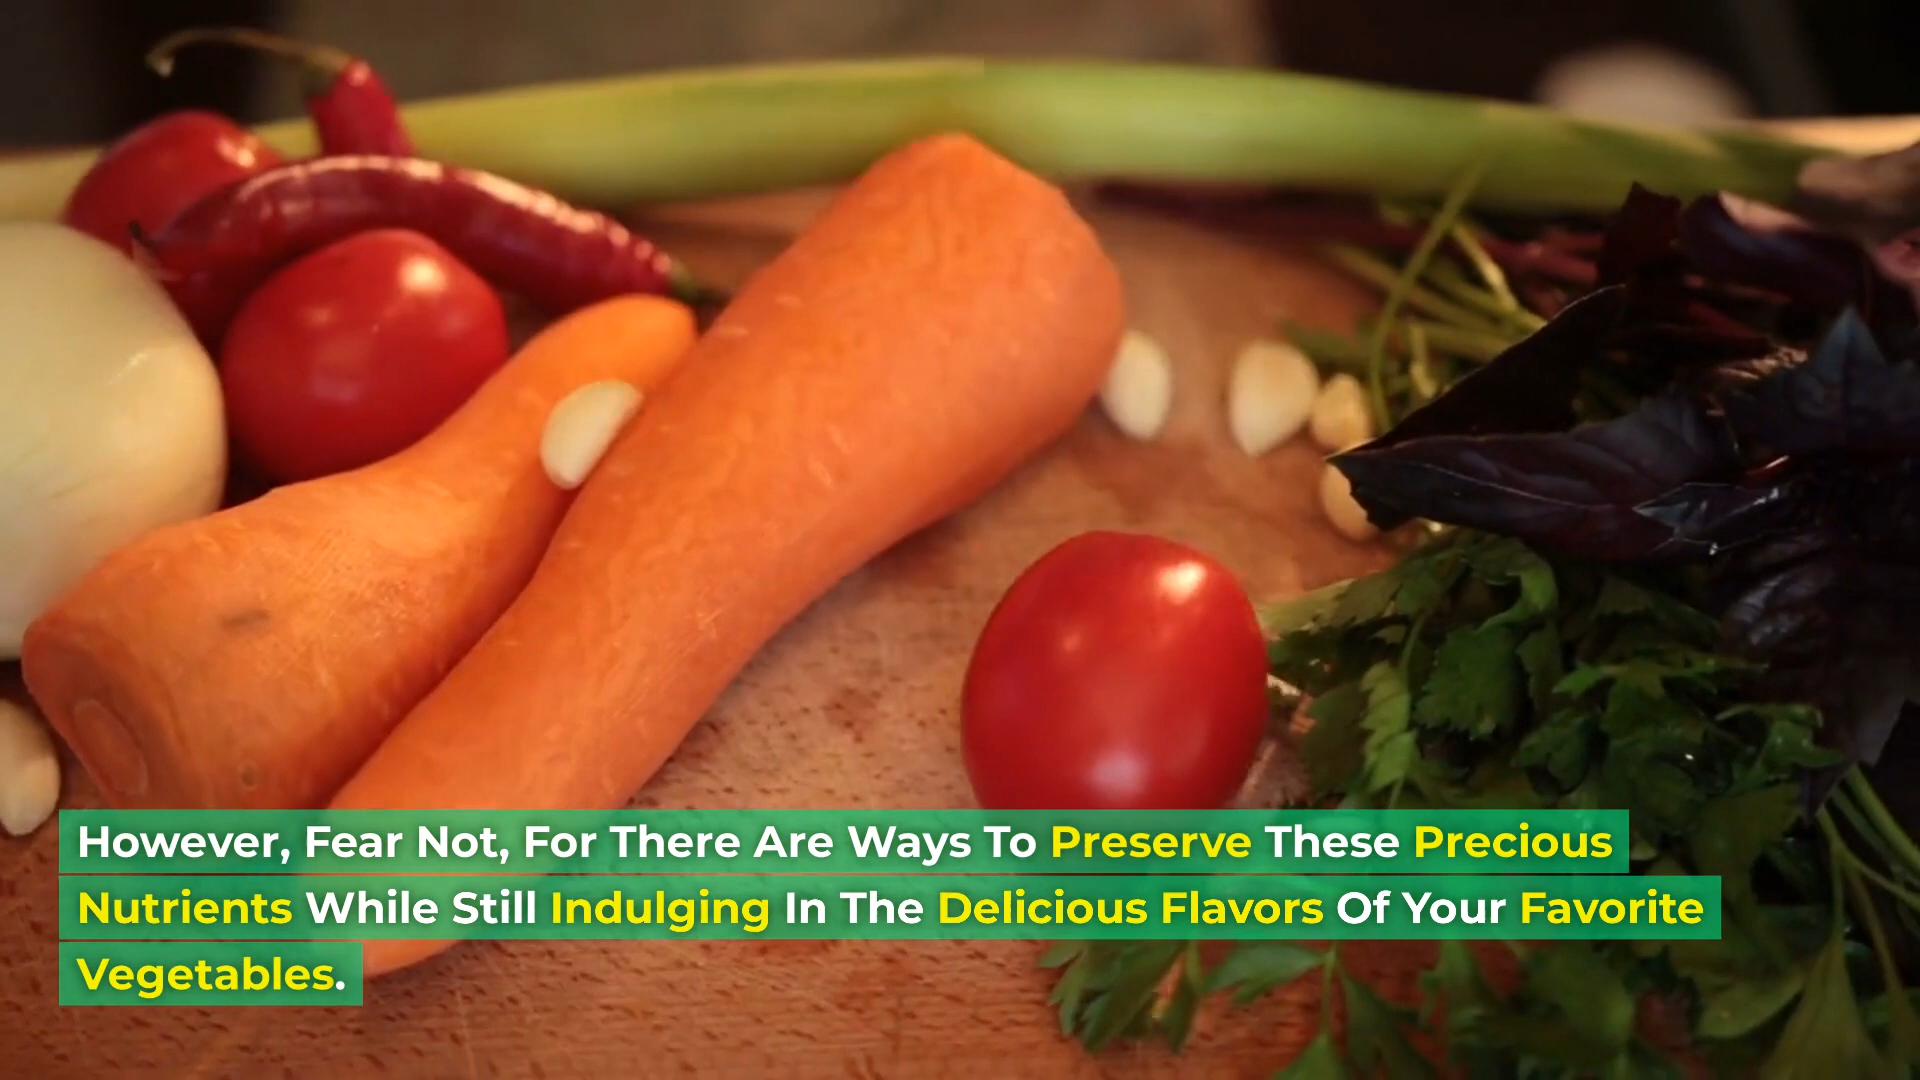 However, Fear Not, For There Are Ways To Preserve These Precious
Nutrients While Still Indulging In The Delicious Flavors Of Your Favorite
Vegetables.